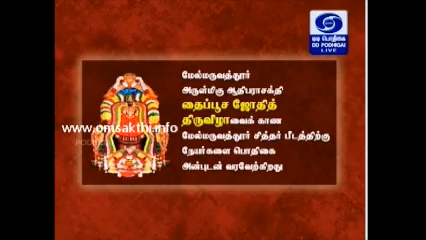 டிடி பொதிகை
DD PODHIGAI
LIVE
மேல்மருவத்தூர்
அருள்மிகு ஆதிபராசக்தி
தைப்பூச ஜோதித்
திருவிழாவைக் காண
மேல்மருவத்தூர் சித்தர் பீடத்திற்கு
நேயர்களை பொதிகை
அன்புடன் வரவேற்கிறது
www.omsakthi.info